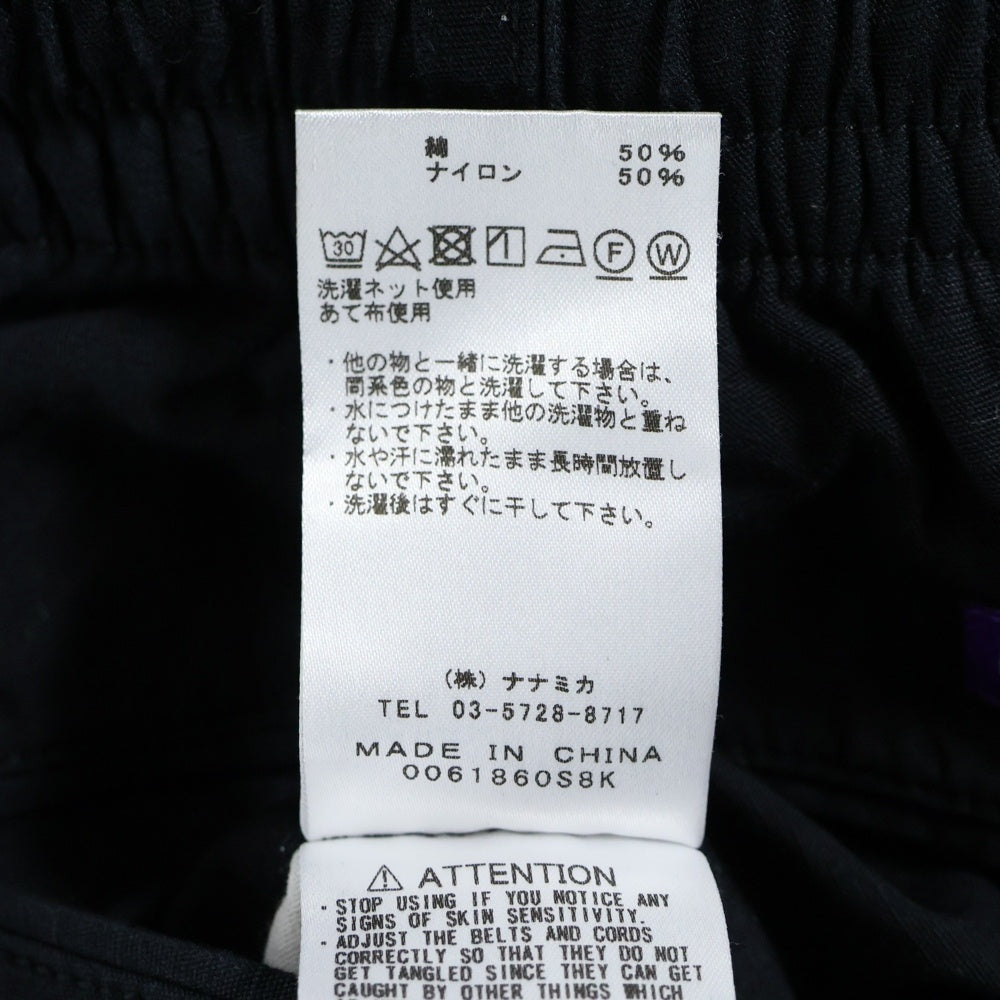 綿 50%
ナイロン 50%
30 F W
洗濯ネット使用
あて布使用
・他の物と一緒に洗濯する場合は、
同系色の物と洗濯して下さい。
・水につけたまま他の洗濯物と重ね
ないで下さい。
・水や汗に濡れたまま長時間放置し
ないで下さい。
・洗濯後はすぐに干して下さい。
(株) ナナミカ
TEL 03-5728-8717
MADE IN CHINA
0061860S8K
⚠ ATTENTION
・STOP USING IF YOU NOTICE ANY
SIGNS OF SKIN SENSITIVITY.
・ADJUST THE BELTS AND CORDS
CORRECTLY SO THAT THEY DO NOT
GET TANGLED SINCE THEY CAN GET
CAUGHT BY OTHER THINGS WHICH